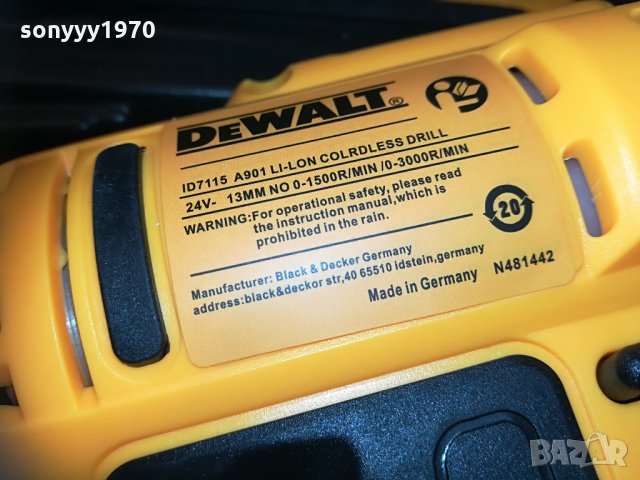 sonyyy1970
DEWALT®
ID7115 A901 LI-LON COLRDLESS DRILL
24V- 13MM NO 0-1500R/MIN /0-3000R/MIN
WARNING:For operational safety, please read
the instruction manual,which is
prohibited in the rain.
20
Manufacturer: Black & Decker Germany
address:black&deckor str,40 65510 idstein,germany
Made in Germany N481442
BAZAR